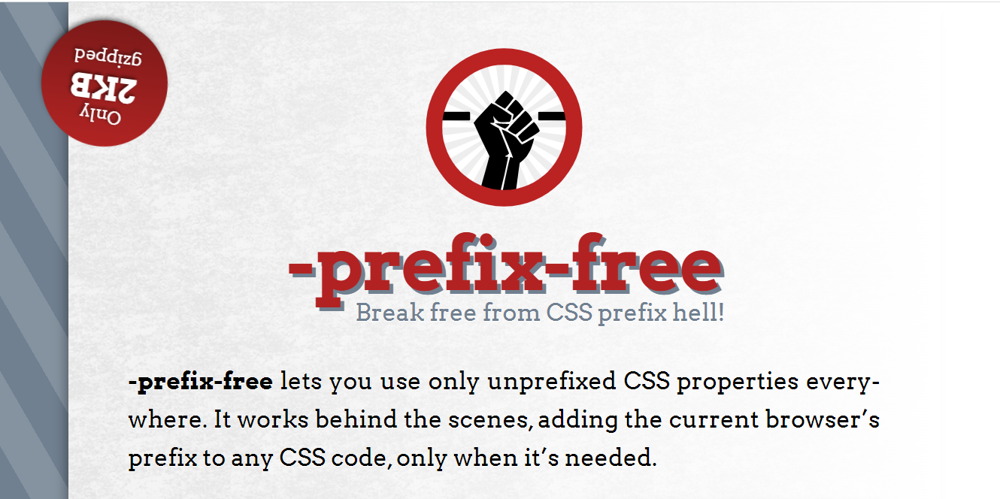 Only
2KB
gzipped
-prefix-free
Break free from CSS prefix hell!
-prefix-free lets you use only unprefixed CSS properties every-
where. It works behind the scenes, adding the current browser’s
prefix to any CSS code, only when it’s needed.